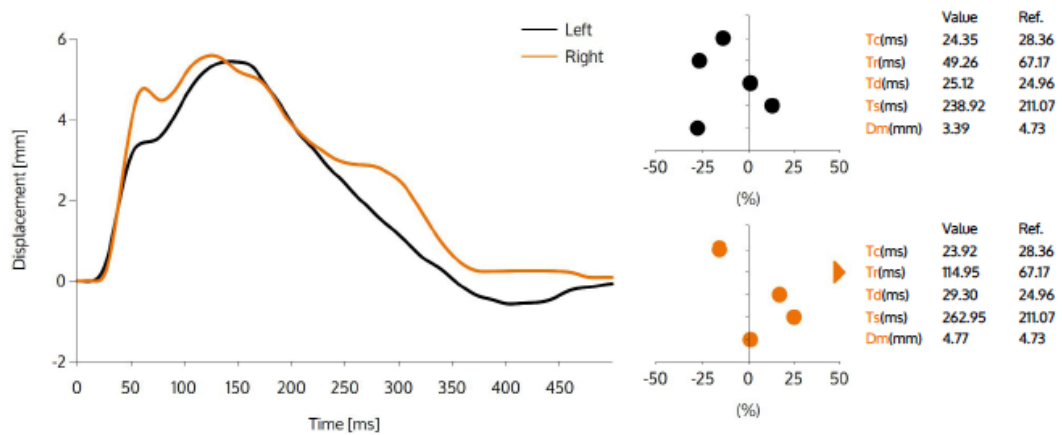 6
4
2
0
-2
Displacement [mm]
0 50 100 150 200 250 300 350 400 450
Time [ms]
Left
Right
Value Ref.
Tc(ms) 24.35 28.36
Tr(ms) 49.26 67.17
Td(ms) 25.12 24.96
Ts(ms) 238.92 211.07
Dm(mm) 3.39 4.73
-50 -25 0 25 50
(%)
Value Ref.
Tc(ms) 23.92 28.36
Tr(ms) 114.95 67.17
Td(ms) 29.30 24.96
Ts(ms) 262.95 211.07
Dm(mm) 4.77 4.73
-50 -25 0 25 50
(%)